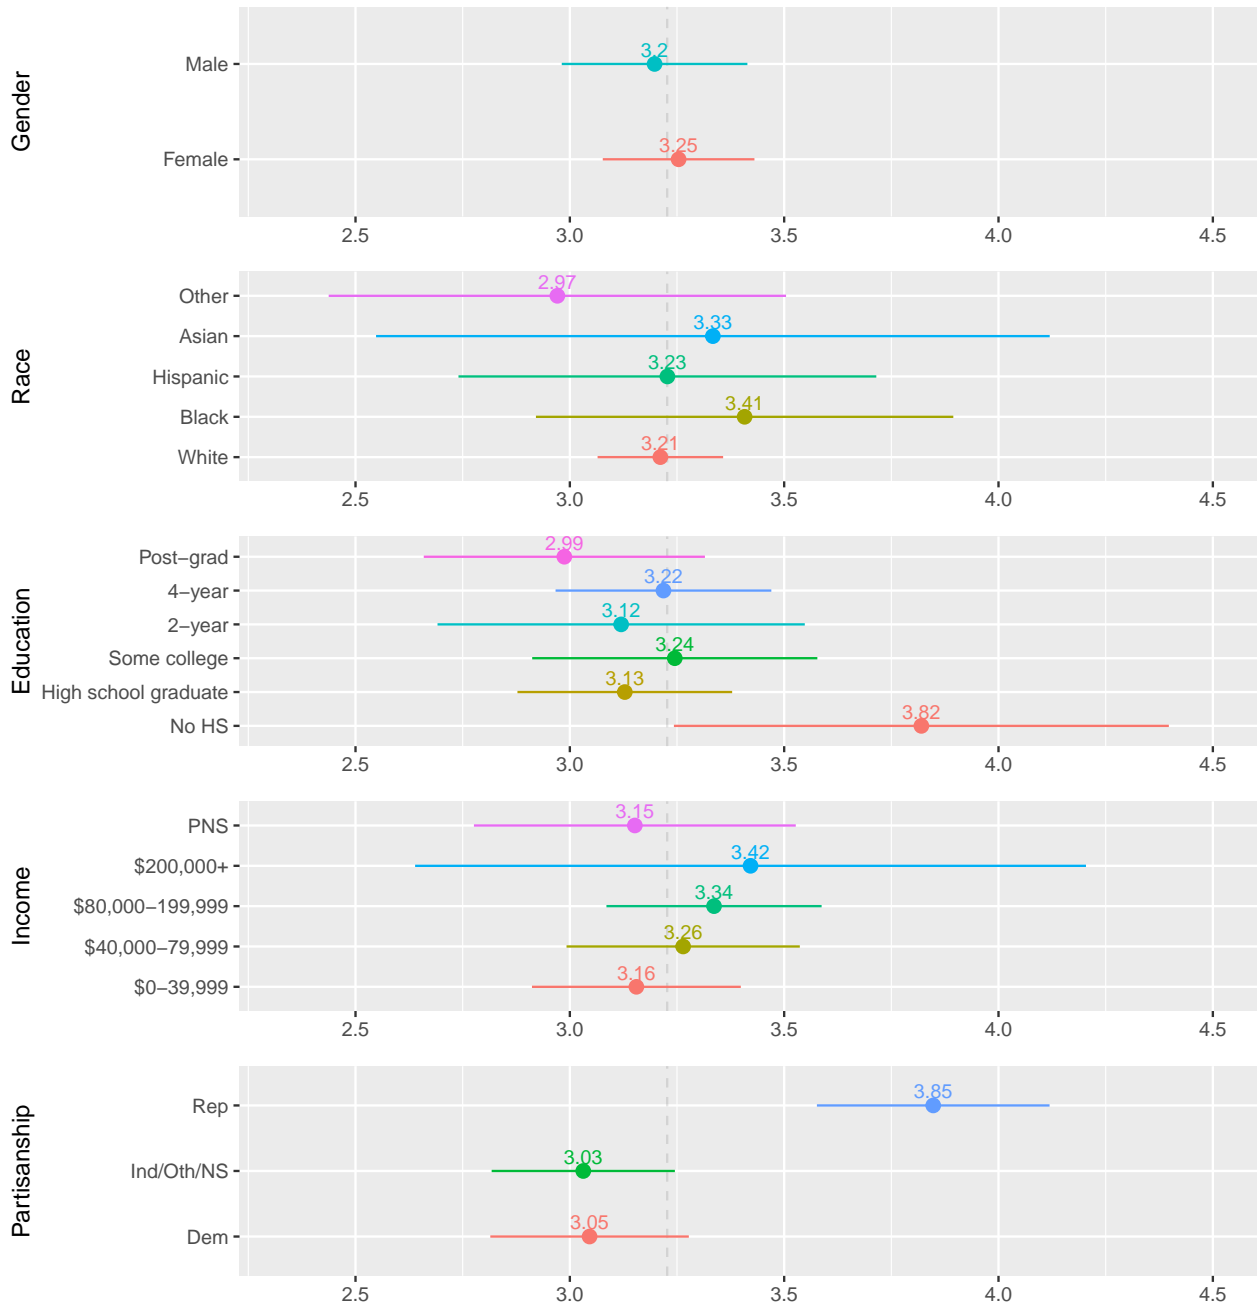 Gender
Male
3.2
Female
3.25
2.5 3.0 3.5 4.0 4.5
Race
Other
2.97
Asian
3.33
Hispanic
3.23
Black
3.41
White
3.21
2.5 3.0 3.5 4.0 4.5
Education
Post−grad
2.99
4−year
3.22
2−year
3.12
Some college
3.24
High school graduate
3.13
No HS
3.82
2.5 3.0 3.5 4.0 4.5
Income
PNS
3.15
$200,000+
3.42
$80,000−199,999
3.34
$40,000−79,999
3.26
$0−39,999
3.16
2.5 3.0 3.5 4.0 4.5
Partisanship
Rep
3.85
Ind/Oth/NS
3.03
Dem
3.05
2.5 3.0 3.5 4.0 4.5